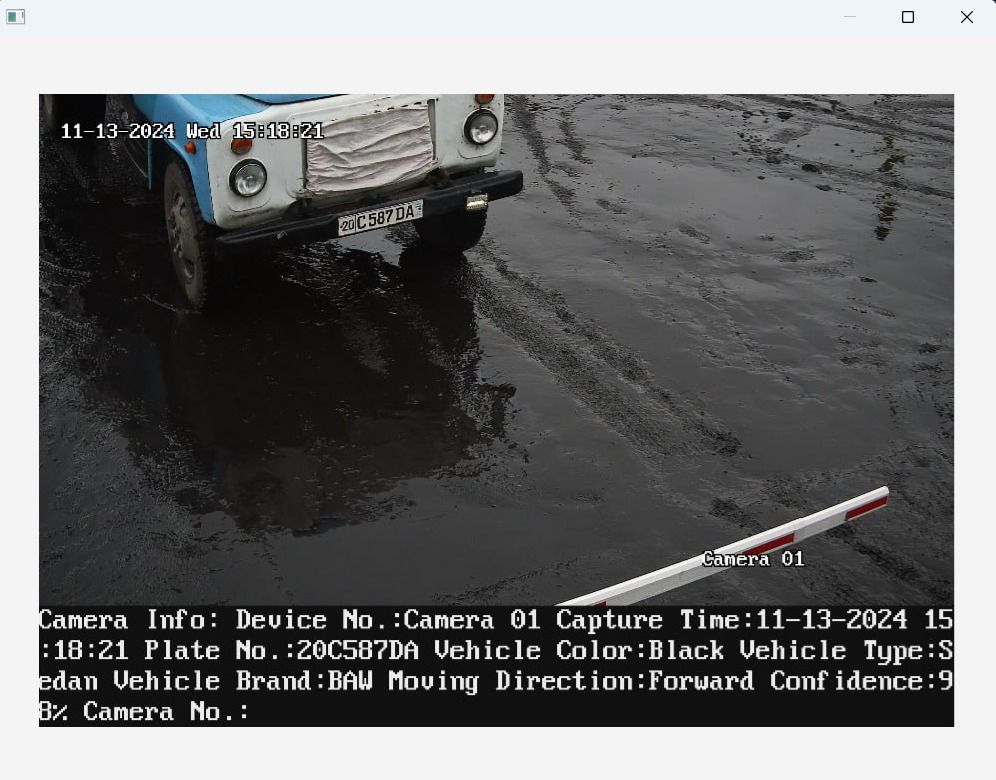 11-13-2024 Wed 15:18:21
20 C 587 DA
Camera 01
Camera Info: Device No.:Camera 01 Capture Time:11-13-2024 15
:18:21 Plate No.:20C587DA Vehicle Color:Black Vehicle Type:S
edan Vehicle Brand:BAW Moving Direction:Forward Confidence:9
8% Camera No.: